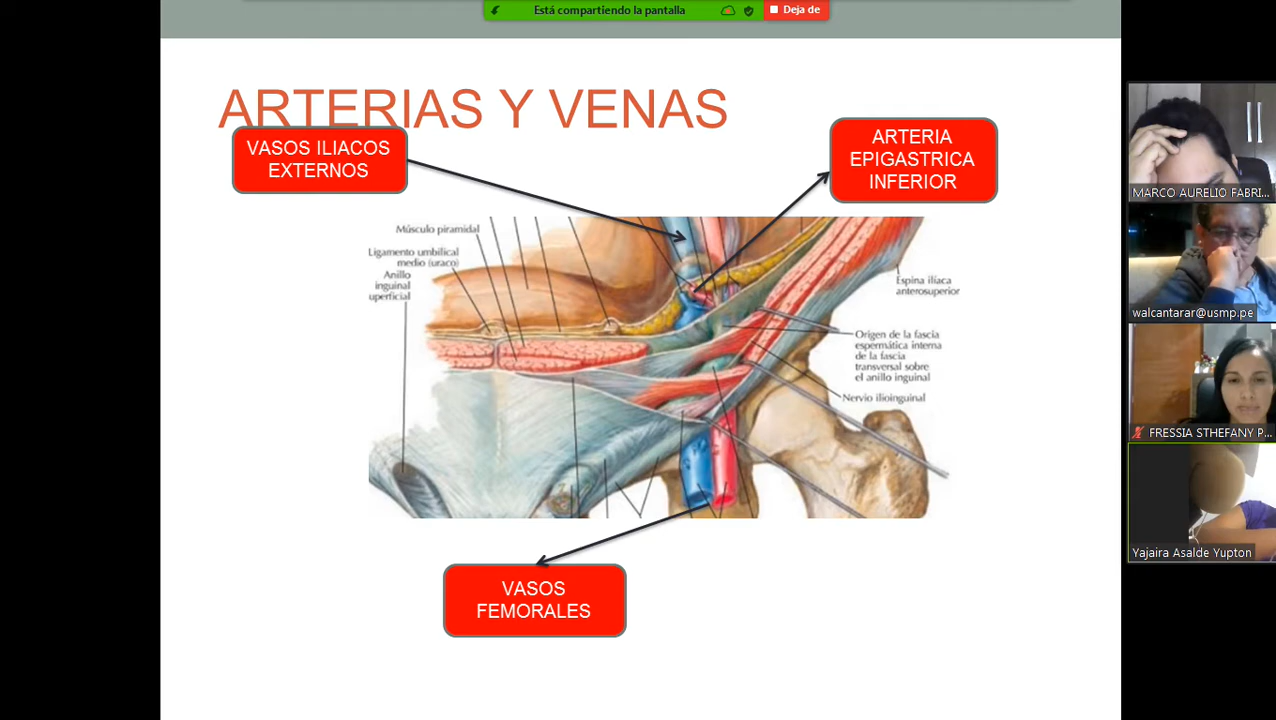 Está compartiendo la pantalla
Deja de
ARTERIAS Y VENAS
VASOS ILIACOS
EXTERNOS
ARTERIA
EPIGASTRICA
INFERIOR
Músculo piramidal
Ligamento umbilical
medio (uraco)
Anillo
inguinal
uperficial
Espina ilíaca
anterosuperior
Origen de la fascia
espermática interna
de la fascia
transversal sobre
el anillo inguinal
Nervio ilioinguinal
VASOS
FEMORALES
MARCO AURELIO FABRI...
walcantarar@usmp.pe
FRESSIA STHEFANY P...
Yajaira Asalde Yupton